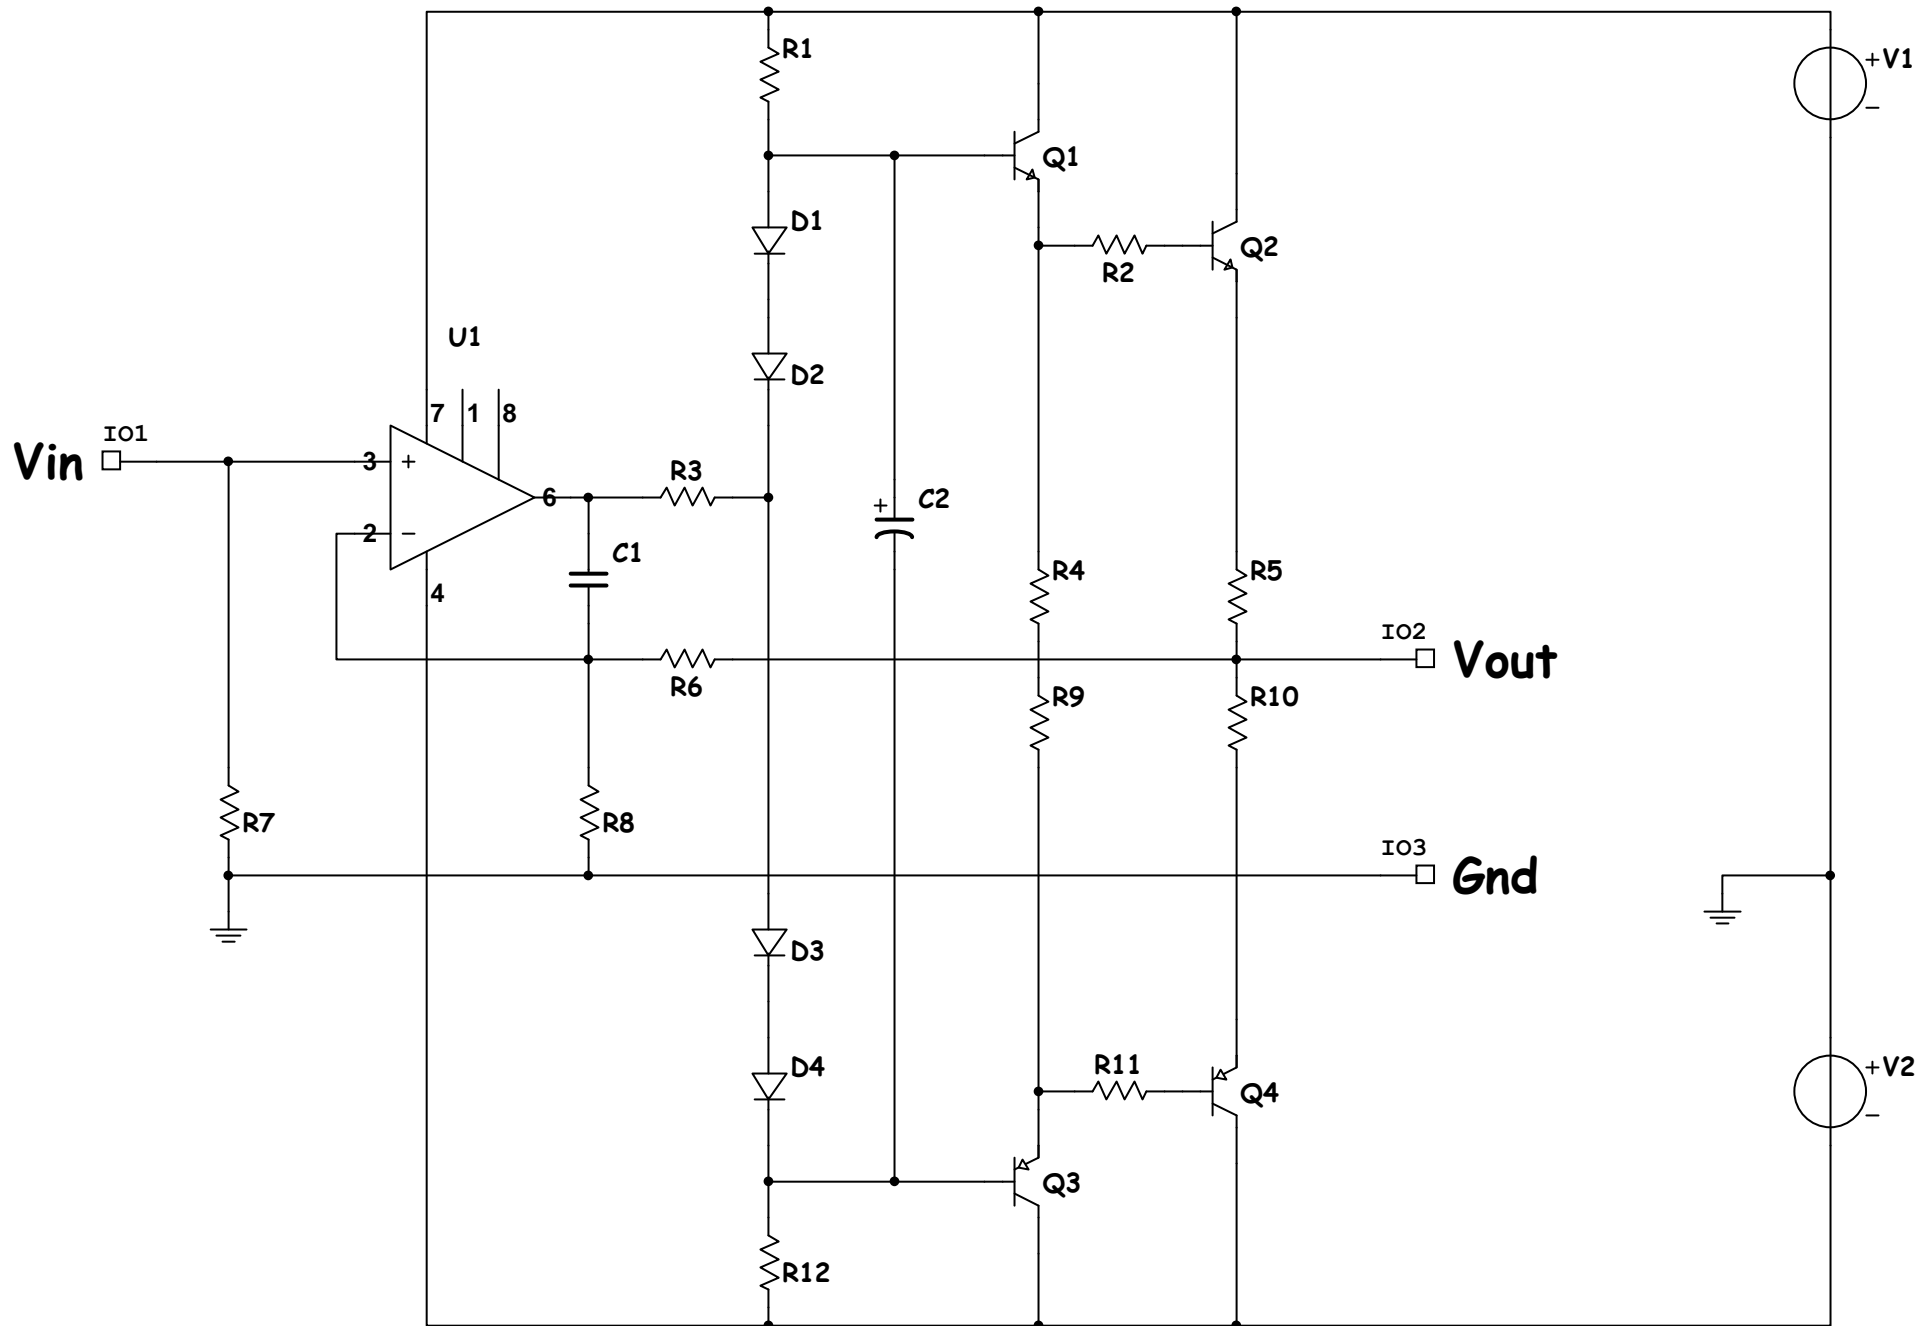 R1
+V1
-
Q1
D1
Q2
R2
U1
D2
7
1
8
IO1
Vin
3
+
R3
6
+
C2
2
-
C1
R4
R5
4
IO2
Vout
R6
R9
R10
R7
R8
IO3
Gnd
D3
R11
D4
+V2
-
Q4
Q3
R12